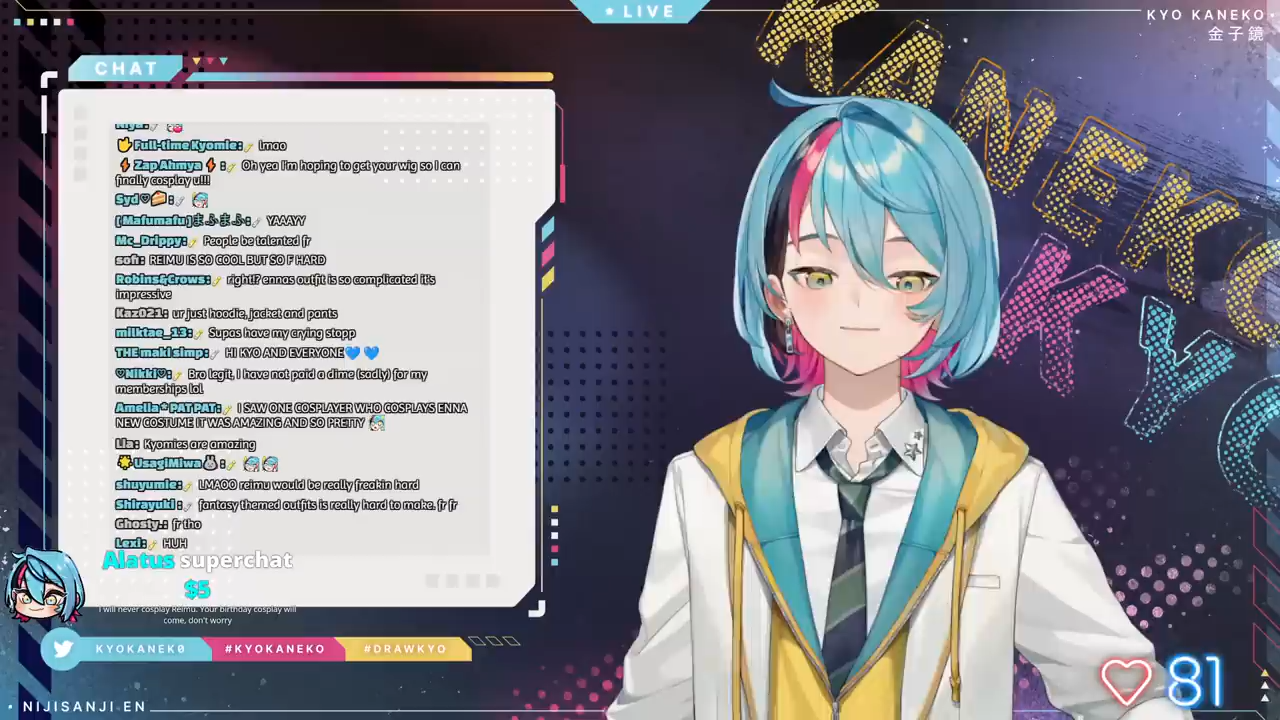 LIVE
KYO KANEKO
金子鏡
KANEKO
KYO
CHAT
Niya:
Full-time Kyomie: lmao
ZapAhmya : Oh yea I'm hoping to get your wig so I can
finally cosplay u!!!
Syd♡:
[Mafumafu]まふまふ: YAAAY
Mc_Drippy: People be talented fr
soft: REIMU IS SO COOL BUT SO F HARD
Robins&Crows: right!? ennas outfit is so complicated it's
impressive
Kaz021: ur just hoodie, jacket and pants
milktae_13: Supas have my crying stopp
THE maki simp: HI KYO AND EVERYONE💙💙
♡Nikki♡: Bro legit, I have not paid a dime (sadly) for my
memberships lol
Amelia*PAT PAT: I SAW ONE COSPLAYER WHO COSPLAYS ENNA
NEW COSTUME IT WAS AMAZING AND SO PRETTY
Lia: Kyomies are amazing
UsagiMiwa:
shuyumie: LMAOO reimu would be really freakin hard
Shirayuki: fantasy themed outfits is really hard to make. fr fr
Ghosty.: fr tho
Lexi: HUH
Alatus superchat
$5
I will never cosplay Reimu. Your birthday cosplay will
come, don't worry
KYOKANEK0 #KYOKANEKO #DRAWKYO
81
NIJISANJI EN